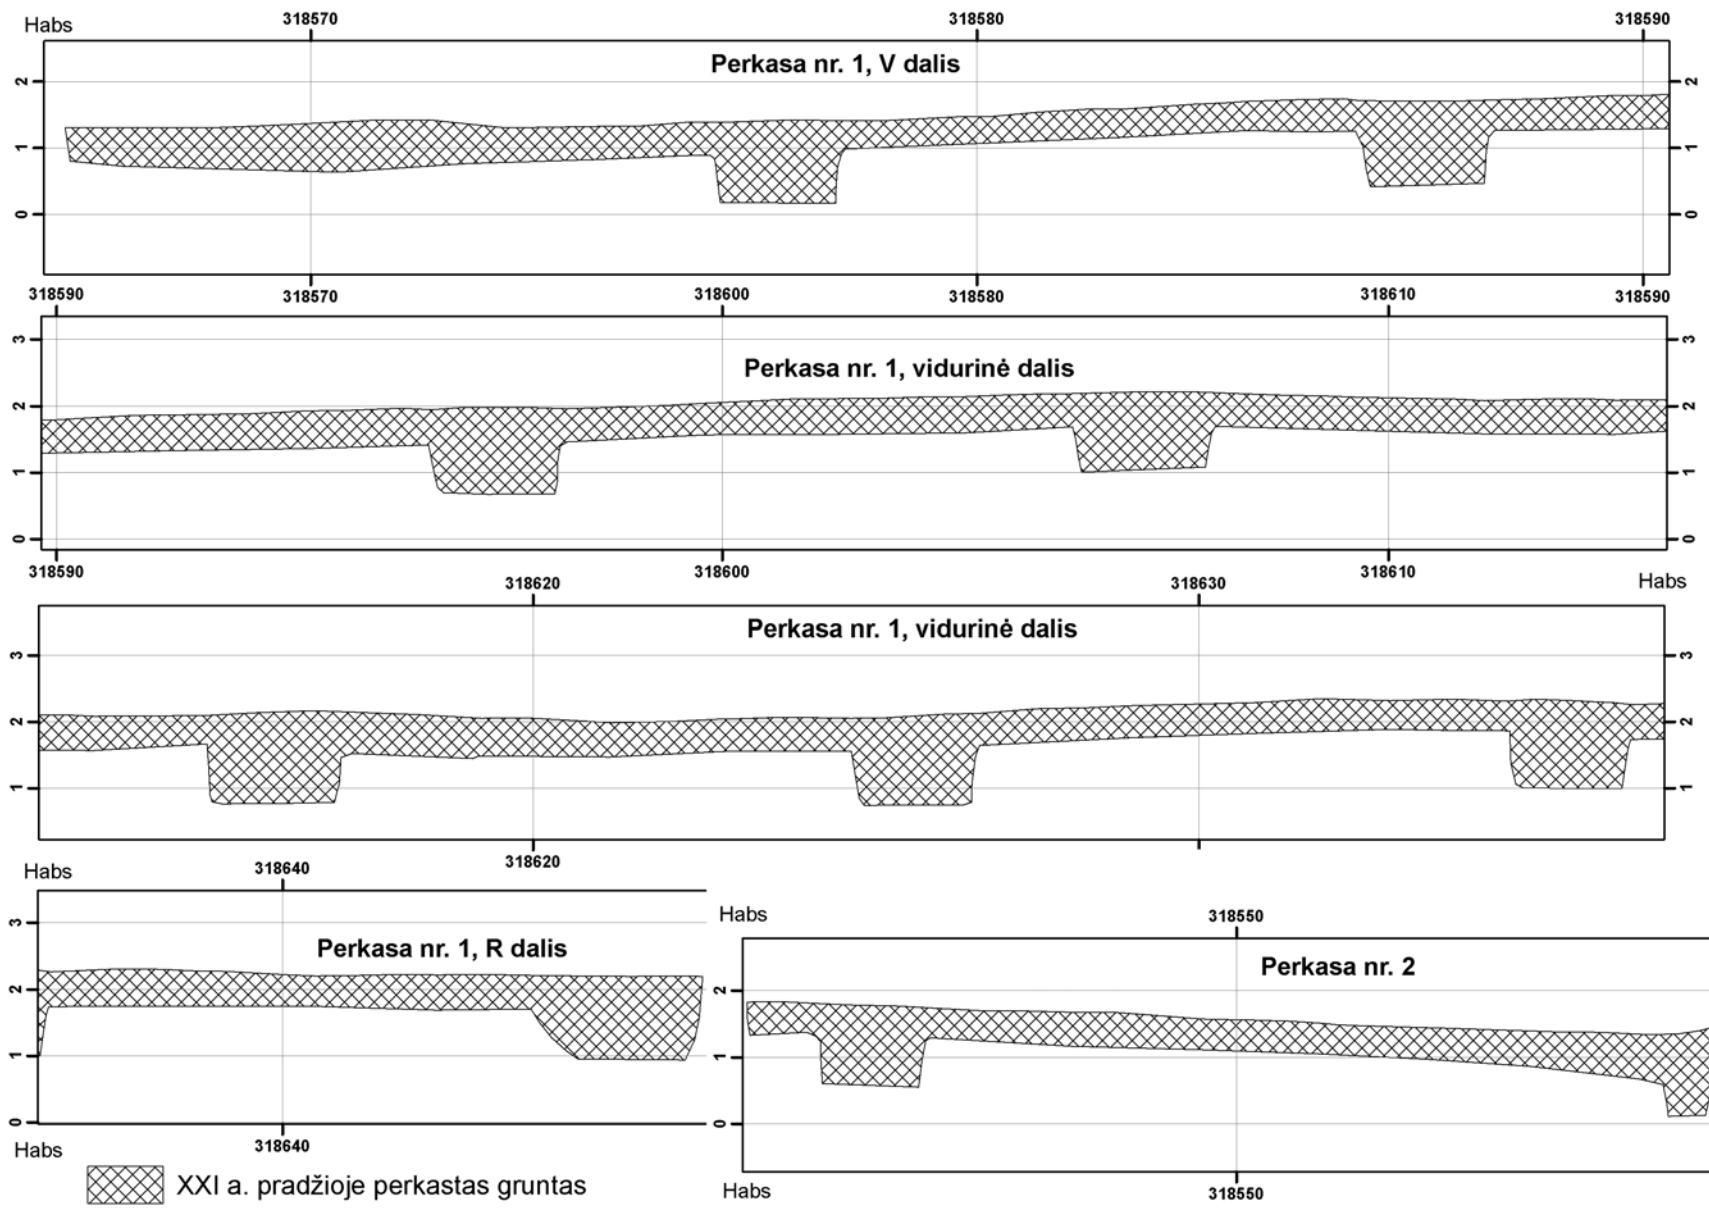 Habs 318570 318580 318590
Perkasa nr. 1, V dalis
2 2
1 1
0 0
318590 318570 318600 318580 318610 318590
Perkasa nr. 1, vidurinė dalis
3 3
2 2
1 1
0 0
318590 318600 318610
318620 318630 Habs
Perkasa nr. 1, vidurinė dalis
3 3
2 2
1 1
Habs 318640 318620
Perkasa nr. 1, R dalis
3
2
1
0
Habs 318640
Habs 318550
Perkasa nr. 2
2
1
0
Habs 318550
XXI a. pradžioje perkastas gruntas